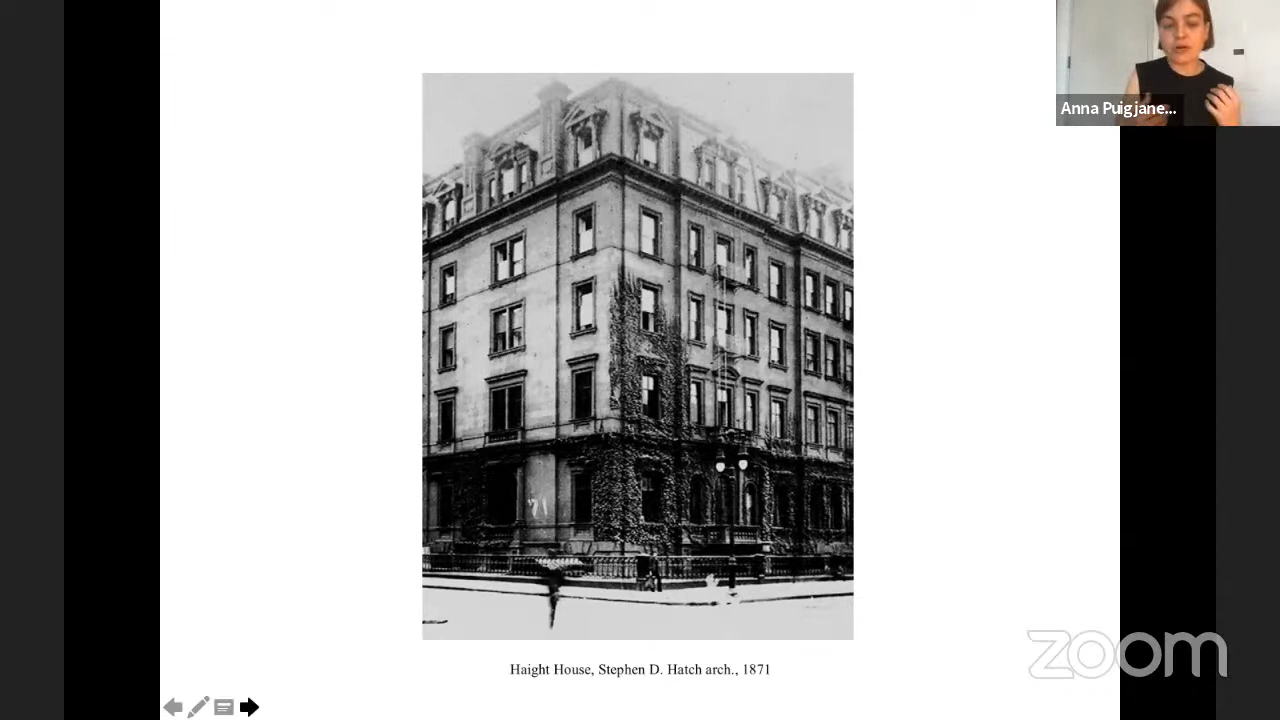 Anna Puigjane...
'71
Haight House, Stephen D. Hatch arch., 1871
zoom